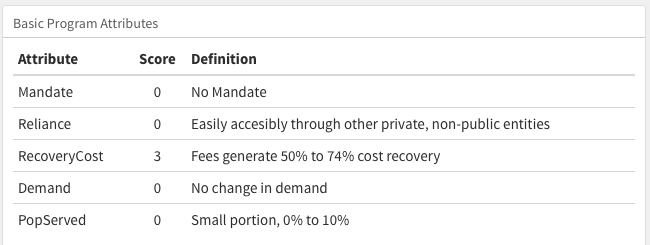 Basic Program Attributes
Attribute Score Definition
Mandate 0 No Mandate
Reliance 0 Easily accesibly through other private, non-public entities
RecoveryCost 3 Fees generate 50% to 74% cost recovery
Demand 0 No change in demand
PopServed 0 Small portion, 0% to 10%